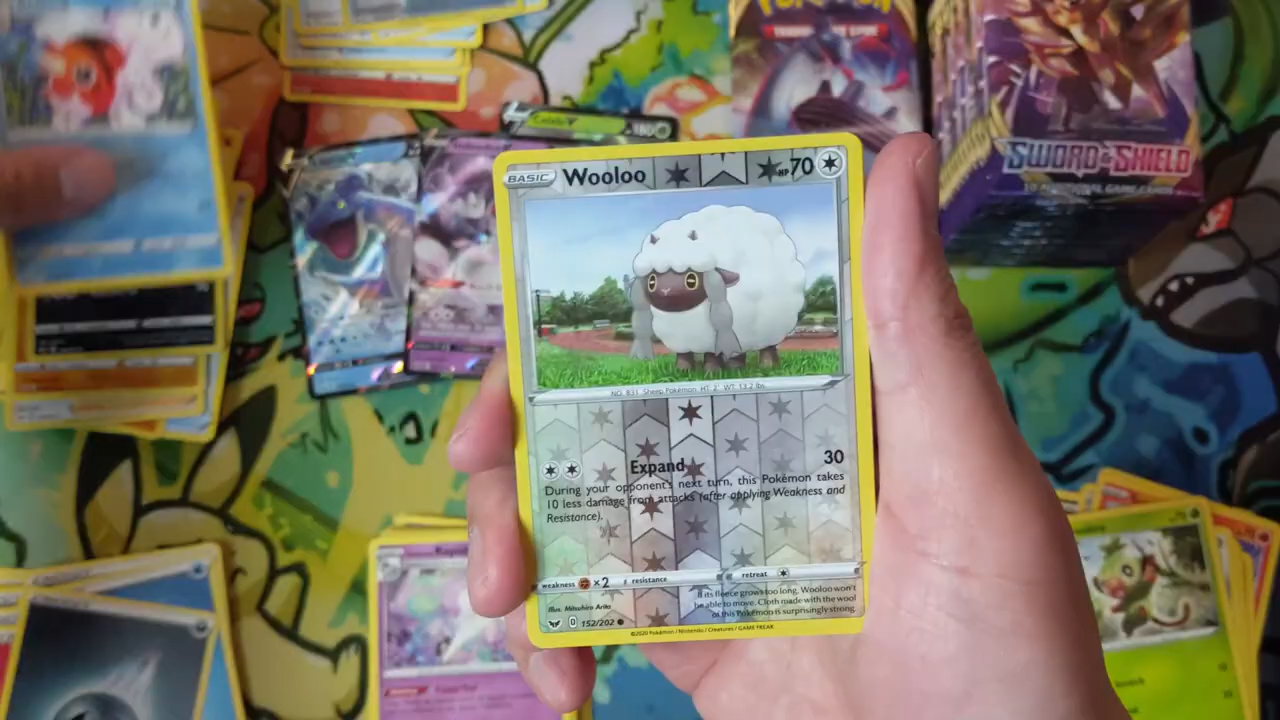 POKÉMON
SWORD & SHIELD
BASIC Wooloo HP 70
NO. 831 Sheep Pokémon HT: 2' WT: 13.2 lbs.
Expand 30
During your opponent's next turn, this Pokémon takes
10 less damage from attacks (after applying Weakness and
Resistance).
weakness ×2 resistance retreat
If its fleece grows too long, Wooloo won't
be able to move. Cloth made with the wool
of this Pokémon is surprisingly strong.
Illus. Mitsuhiro Arita
152/202
©2020 Pokémon / Nintendo / Creatures / GAME FREAK